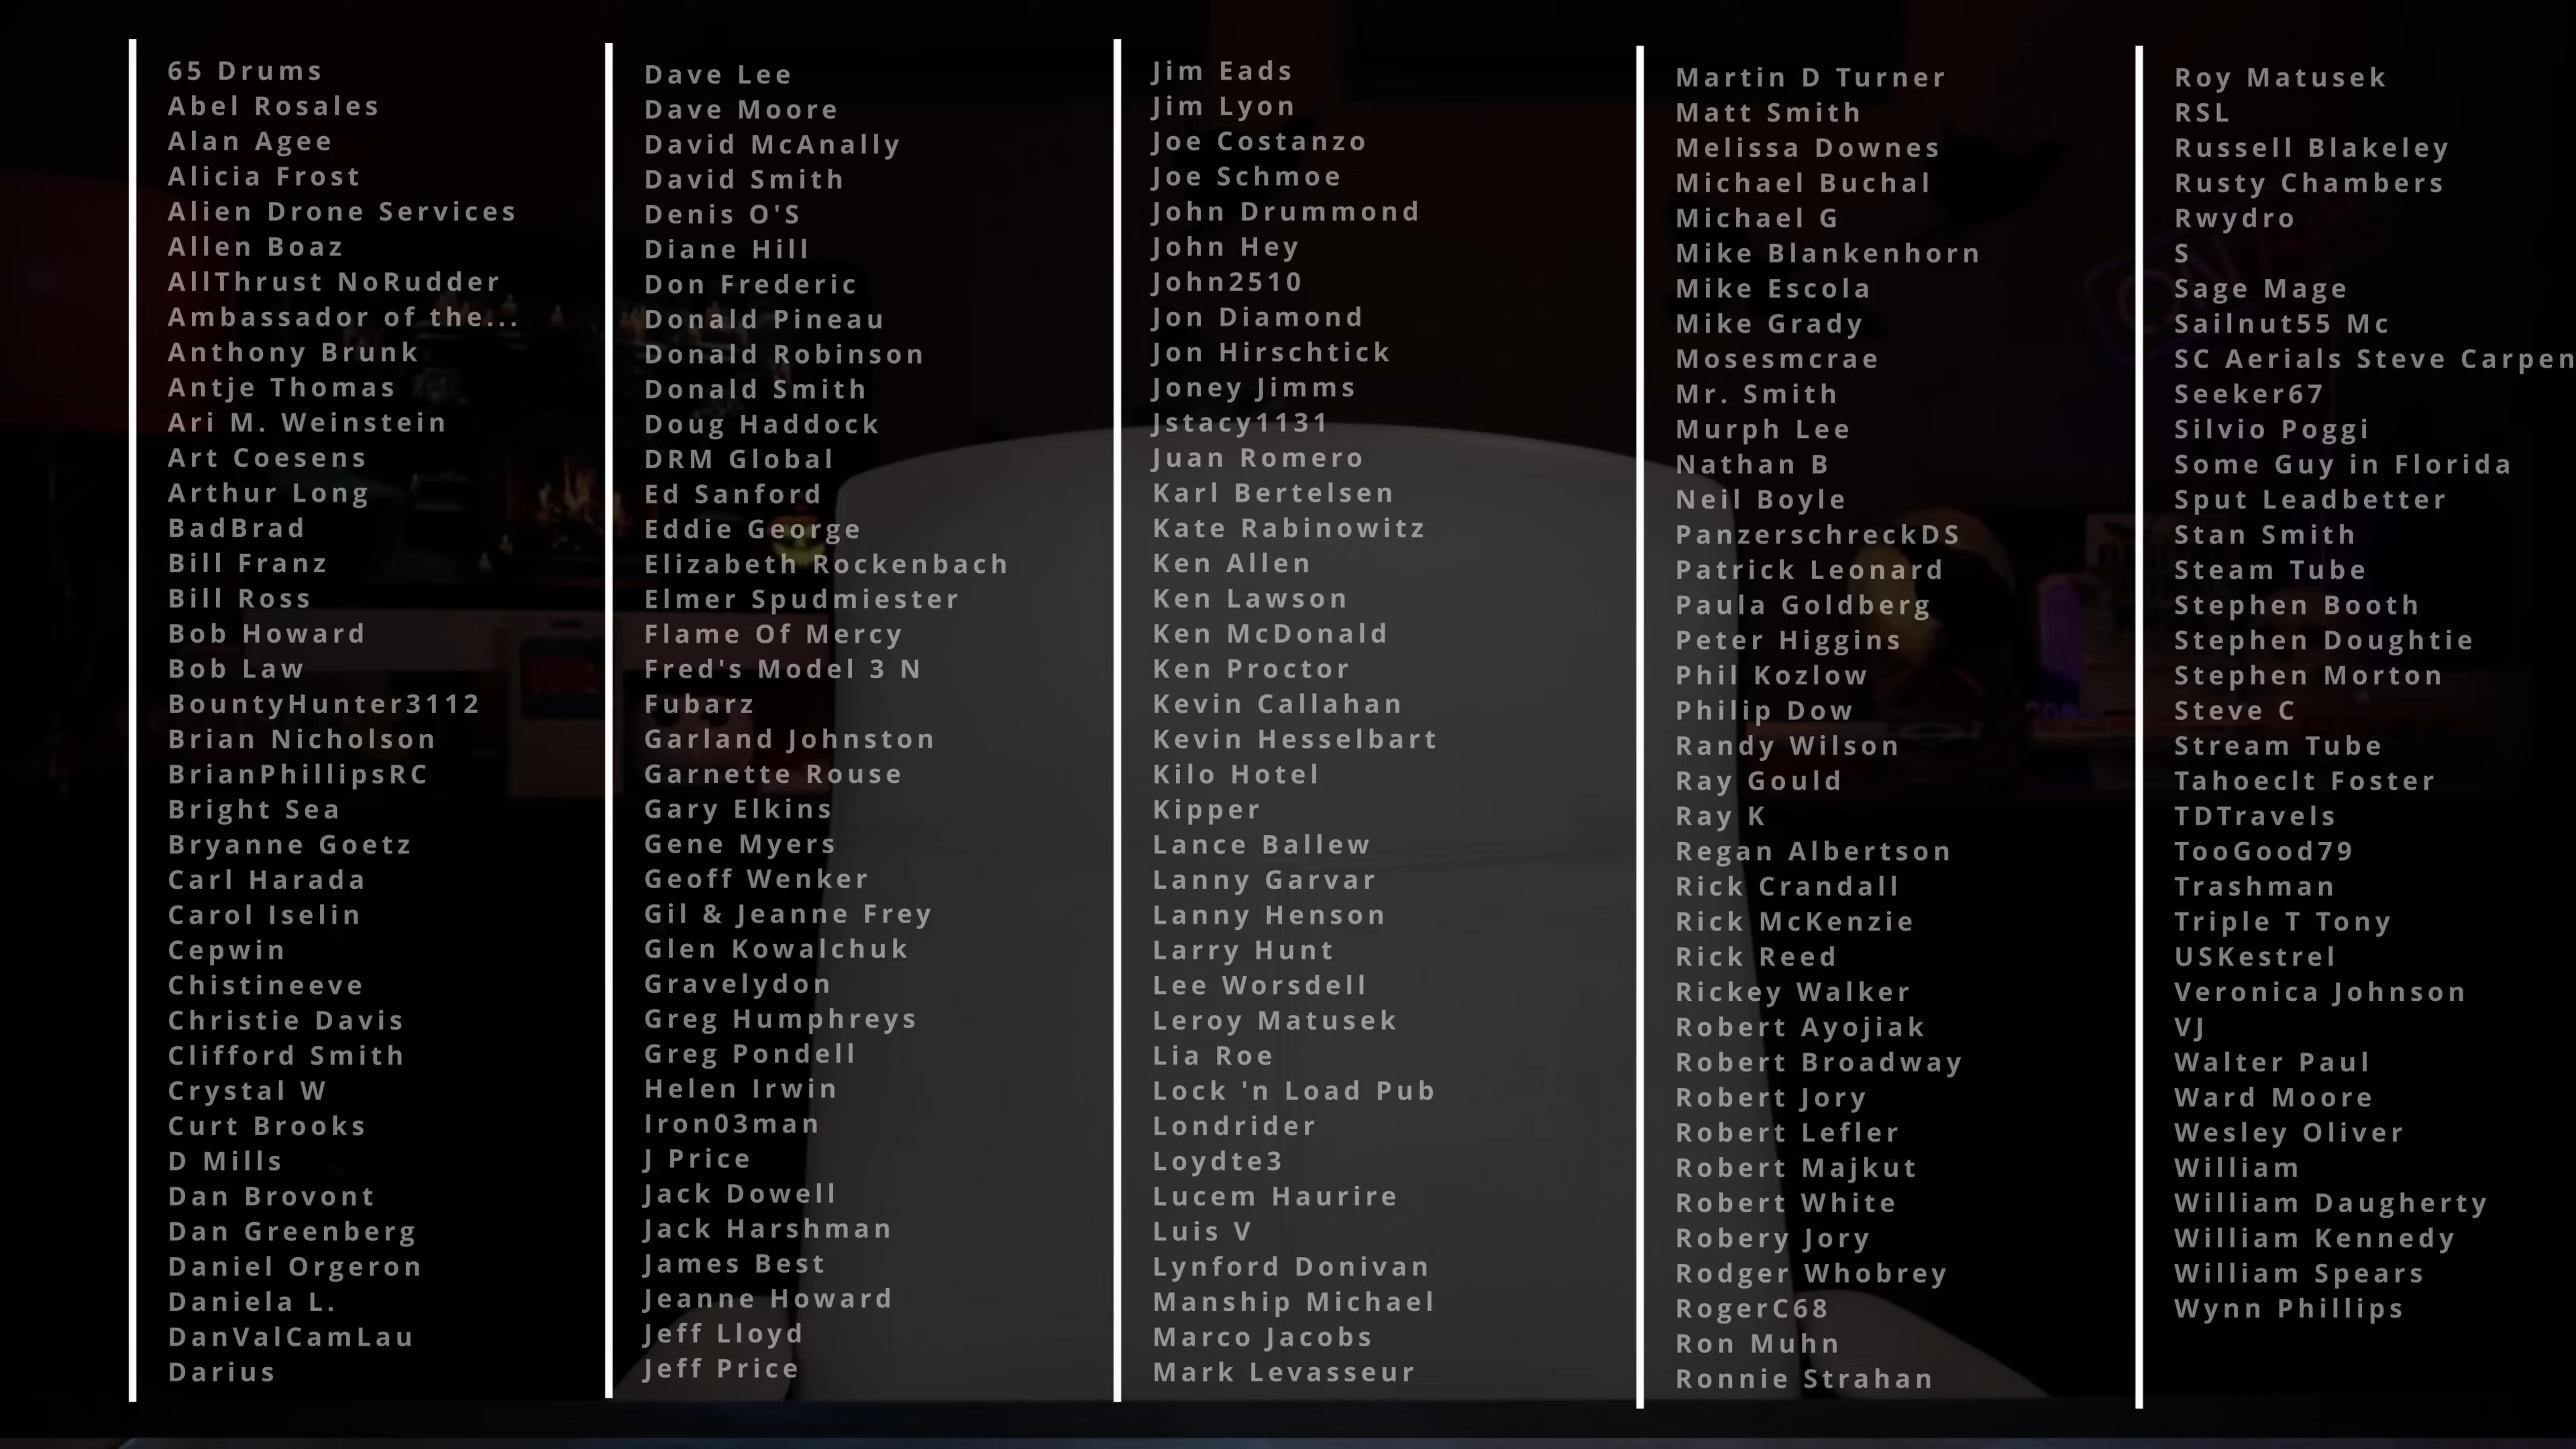 65 Drums
Abel Rosales
Alan Agee
Alicia Frost
Alien Drone Services
Allen Boaz
AllThrust NoRudder
Ambassador of the...
Anthony Brunk
Antje Thomas
Ari M. Weinstein
Art Coesens
Arthur Long
BadBrad
Bill Franz
Bill Ross
Bob Howard
Bob Law
BountyHunter3112
Brian Nicholson
BrianPhillipsRC
Bright Sea
Bryanne Goetz
Carl Harada
Carol Iselin
Cepwin
Chistineeve
Christie Davis
Clifford Smith
Crystal W
Curt Brooks
D Mills
Dan Brovont
Dan Greenberg
Daniel Orgeron
Daniela L.
DanValCamLau
Darius
Dave Lee
Dave Moore
David McAnally
David Smith
Denis O'S
Diane Hill
Don Frederic
Donald Pineau
Donald Robinson
Donald Smith
Doug Haddock
DRM Global
Ed Sanford
Eddie George
Elizabeth Rockenbach
Elmer Spudmiester
Flame Of Mercy
Fred's Model 3 N
Fubarz
Garland Johnston
Garnette Rouse
Gary Elkins
Gene Myers
Geoff Wenker
Gil & Jeanne Frey
Glen Kowalchuk
Gravelydon
Greg Humphreys
Greg Pondell
Helen Irwin
Iron03man
J Price
Jack Dowell
Jack Harshman
James Best
Jeanne Howard
Jeff Lloyd
Jeff Price
Jim Eads
Jim Lyon
Joe Costanzo
Joe Schmoe
John Drummond
John Hey
John2510
Jon Diamond
Jon Hirschtick
Joney Jimms
Jstacy1131
Juan Romero
Karl Bertelsen
Kate Rabinowitz
Ken Allen
Ken Lawson
Ken McDonald
Ken Proctor
Kevin Callahan
Kevin Hesselbart
Kilo Hotel
Kipper
Lance Ballew
Lanny Garvar
Lanny Henson
Larry Hunt
Lee Worsdell
Leroy Matusek
Lia Roe
Lock 'n Load Pub
Londrider
Loydte3
Lucem Haurire
Luis V
Lynford Donivan
Manship Michael
Marco Jacobs
Mark Levasseur
Martin D Turner
Matt Smith
Melissa Downes
Michael Buchal
Michael G
Mike Blankenhorn
Mike Escola
Mike Grady
Mosesmcrae
Mr. Smith
Murph Lee
Nathan B
Neil Boyle
PanzerschreckDS
Patrick Leonard
Paula Goldberg
Peter Higgins
Phil Kozlow
Philip Dow
Randy Wilson
Ray Gould
Ray K
Regan Albertson
Rick Crandall
Rick McKenzie
Rick Reed
Rickey Walker
Robert Ayojiak
Robert Broadway
Robert Jory
Robert Lefler
Robert Majkut
Robert White
Robery Jory
Rodger Whobrey
RogerC68
Ron Muhn
Ronnie Strahan
Roy Matusek
RSL
Russell Blakeley
Rusty Chambers
Rwydro
S
Sage Mage
Sailnut55 Mc
SC Aerials Steve Carpen
Seeker67
Silvio Poggi
Some Guy in Florida
Sput Leadbetter
Stan Smith
Steam Tube
Stephen Booth
Stephen Doughtie
Stephen Morton
Steve C
Stream Tube
Tahoeclt Foster
TDTravels
TooGood79
Trashman
Triple T Tony
USKestrel
Veronica Johnson
VJ
Walter Paul
Ward Moore
Wesley Oliver
William
William Daugherty
William Kennedy
William Spears
Wynn Phillips